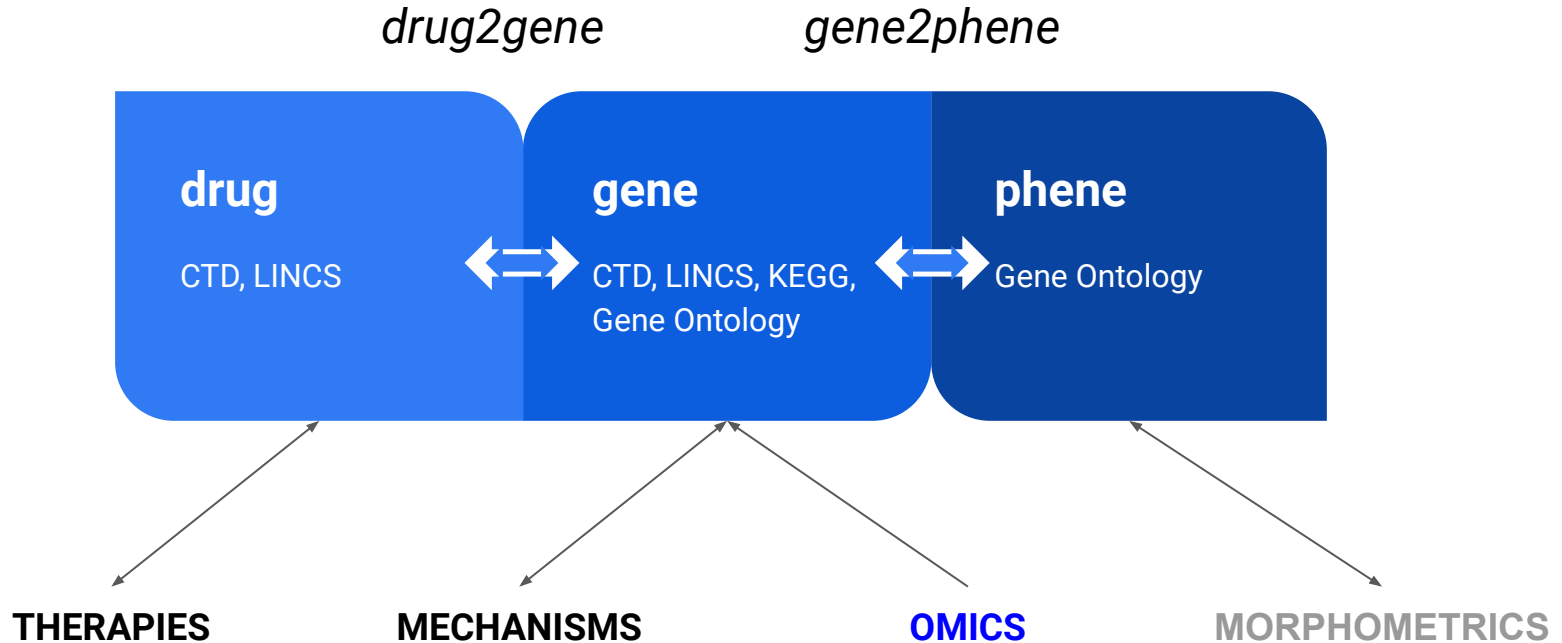 drug2gene
gene2phene
drug
CTD, LINCS
gene
CTD, LINCS, KEGG,
Gene Ontology
phene
Gene Ontology
THERAPIES
MECHANISMS
OMICS
MORPHOMETRICS